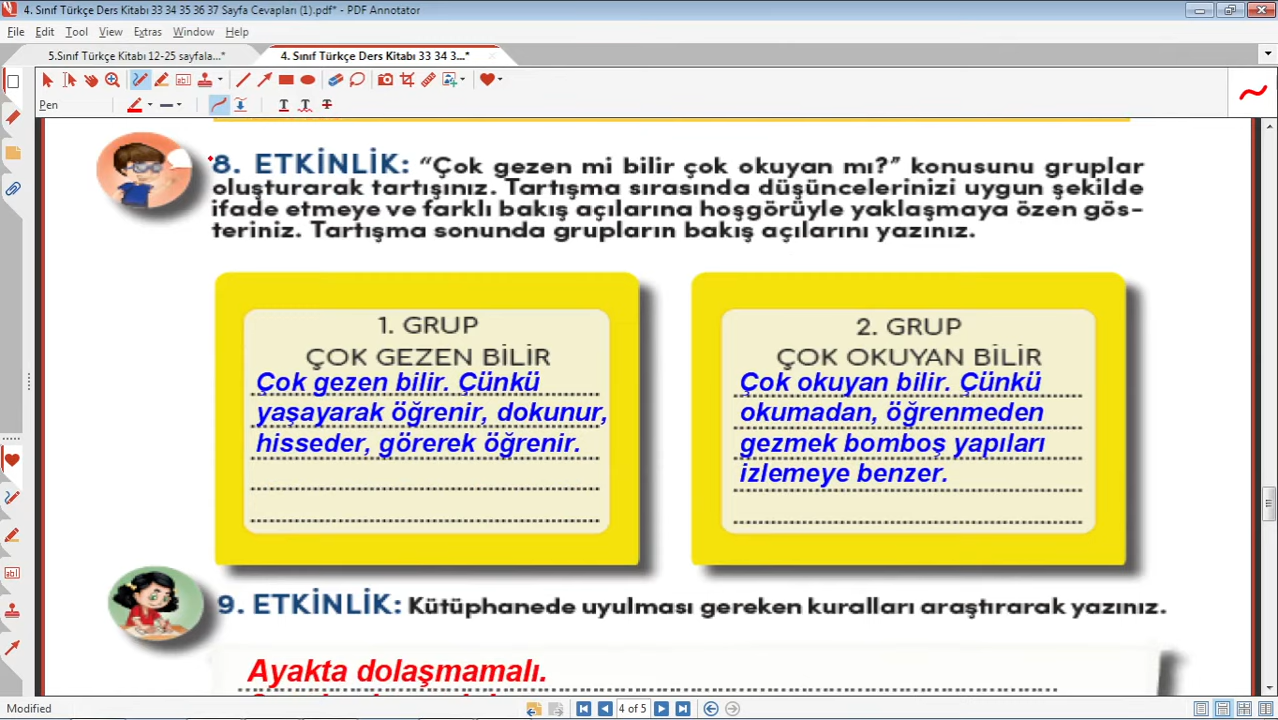 4. Sınıf Türkçe Ders Kitabı 33 34 35 36 37 Sayfa Cevapları (1).pdf* - PDF Annotator
File Edit Tool View Extras Window Help
5.Sınıf Türkçe Kitabı 12-25 sayfala...* 4. Sınıf Türkçe Ders Kitabı 33 34 3...*
Pen
8. ETKİNLİK: “Çok gezen mi bilir çok okuyan mı?” konusunu gruplar
oluşturarak tartışınız. Tartışma sırasında düşüncelerinizi uygun şekilde
ifade etmeye ve farklı bakış açılarına hoşgörüyle yaklaşmaya özen gös-
teriniz. Tartışma sonunda grupların bakış açılarını yazınız.
1. GRUP
ÇOK GEZEN BİLİR
Çok gezen bilir. Çünkü
yaşayarak öğrenir, dokunur,
hisseder, görerek öğrenir.
2. GRUP
ÇOK OKUYAN BİLİR
Çok okuyan bilir. Çünkü
okumadan, öğrenmeden
gezmek bomboş yapıları
izlemeye benzer.
9. ETKİNLİK: Kütüphanede uyulması gereken kuralları araştırarak yazınız.
Ayakta dolaşmamalı.
Modified
4 of 5